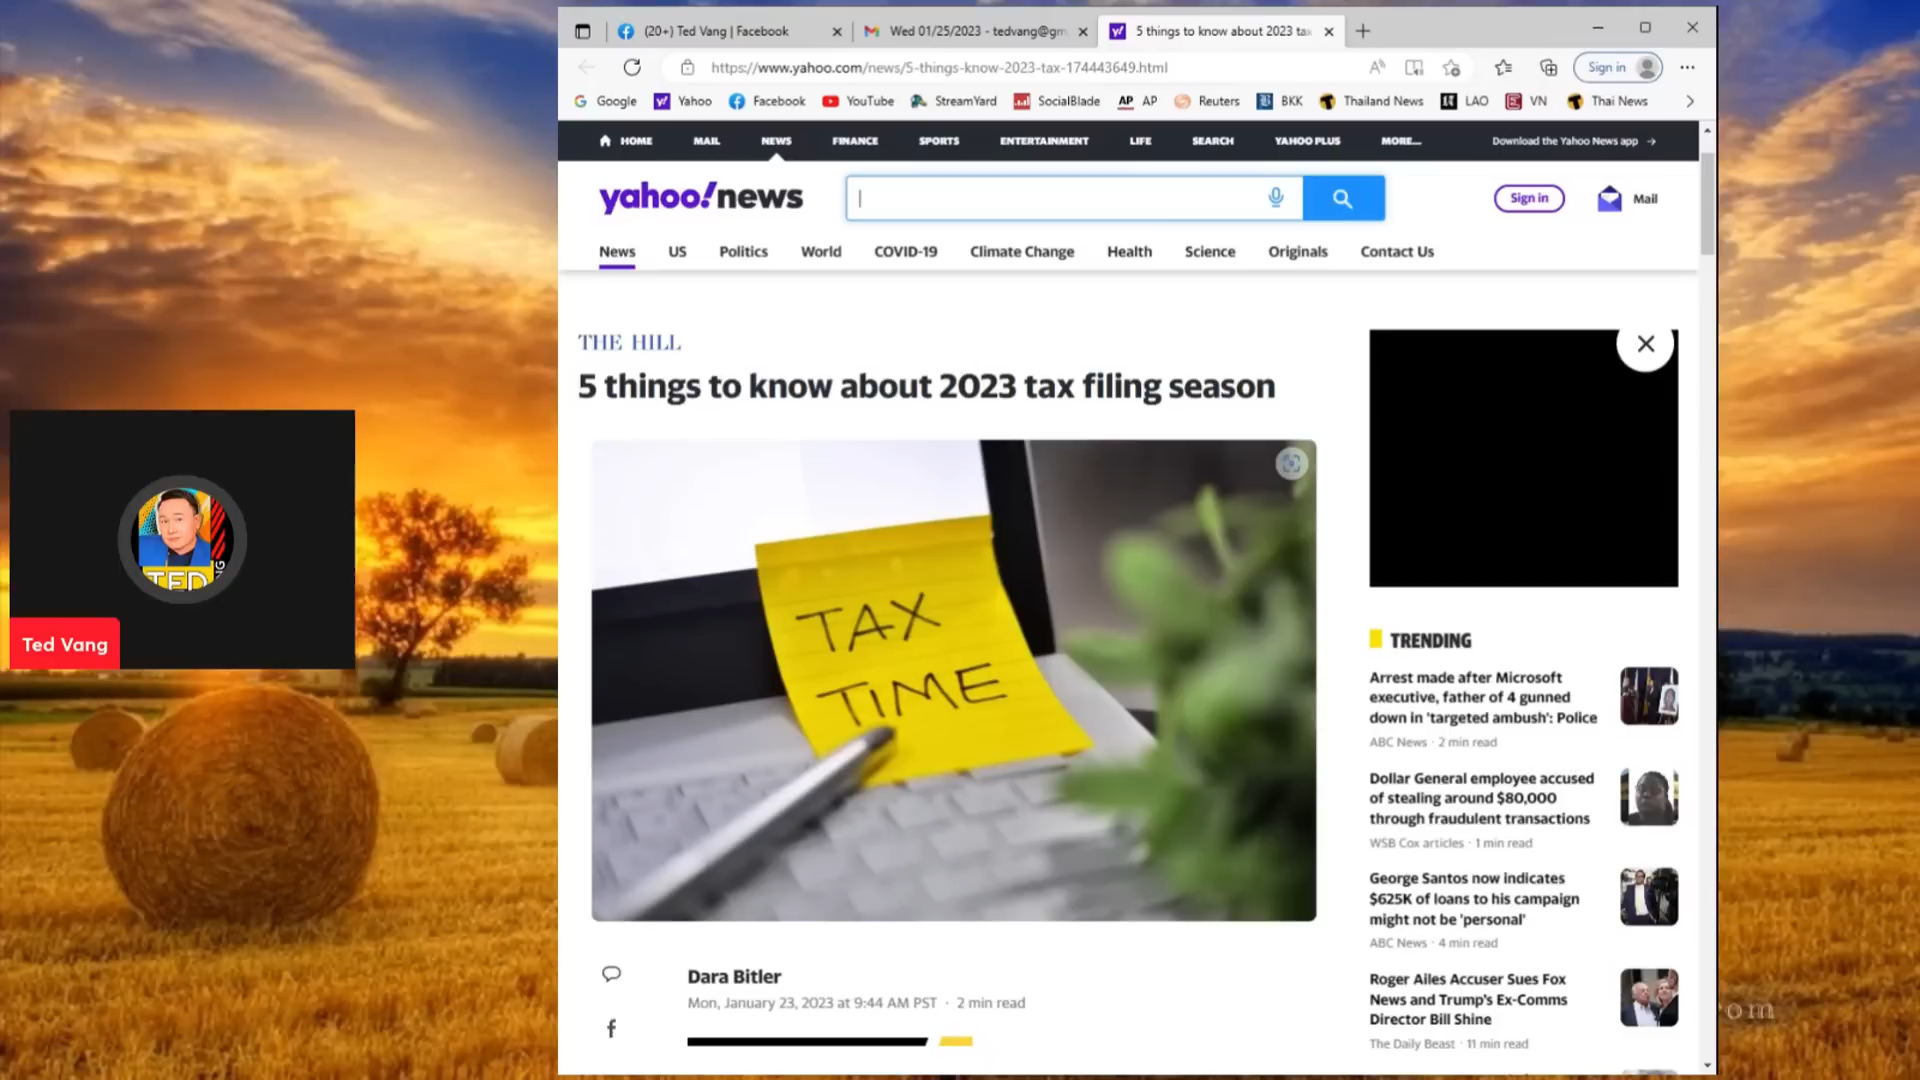 (20+) Ted Vang | Facebook
Wed 01/25/2023 - tedvang@gm
5 things to know about 2023 tax
https://www.yahoo.com/news/5-things-know-2023-tax-174443649.html
Sign in
Google
Yahoo
Facebook
YouTube
StreamYard
SocialBlade
AP AP
Reuters
BKK
Thailand News
LAO
VN
Thai News
HOME
MAIL
NEWS
FINANCE
SPORTS
ENTERTAINMENT
LIFE
SEARCH
YAHOO PLUS
MORE...
Download the Yahoo News app →
yahoo!news
Sign in
Mail
News
US
Politics
World
COVID-19
Climate Change
Health
Science
Originals
Contact Us
THE HILL
5 things to know about 2023 tax filing season
TAX
TIME
TED
Ted Vang
Dara Bitler
Mon, January 23, 2023 at 9:44 AM PST · 2 min read
TRENDING
Arrest made after Microsoft
executive, father of 4 gunned
down in 'targeted ambush': Police
ABC News · 2 min read
Dollar General employee accused
of stealing around $80,000
through fraudulent transactions
WSB Cox articles · 1 min read
George Santos now indicates
$625K of loans to his campaign
might not be 'personal'
ABC News · 4 min read
Roger Ailes Accuser Sues Fox
News and Trump's Ex-Comms
Director Bill Shine
The Daily Beast · 11 min read
om